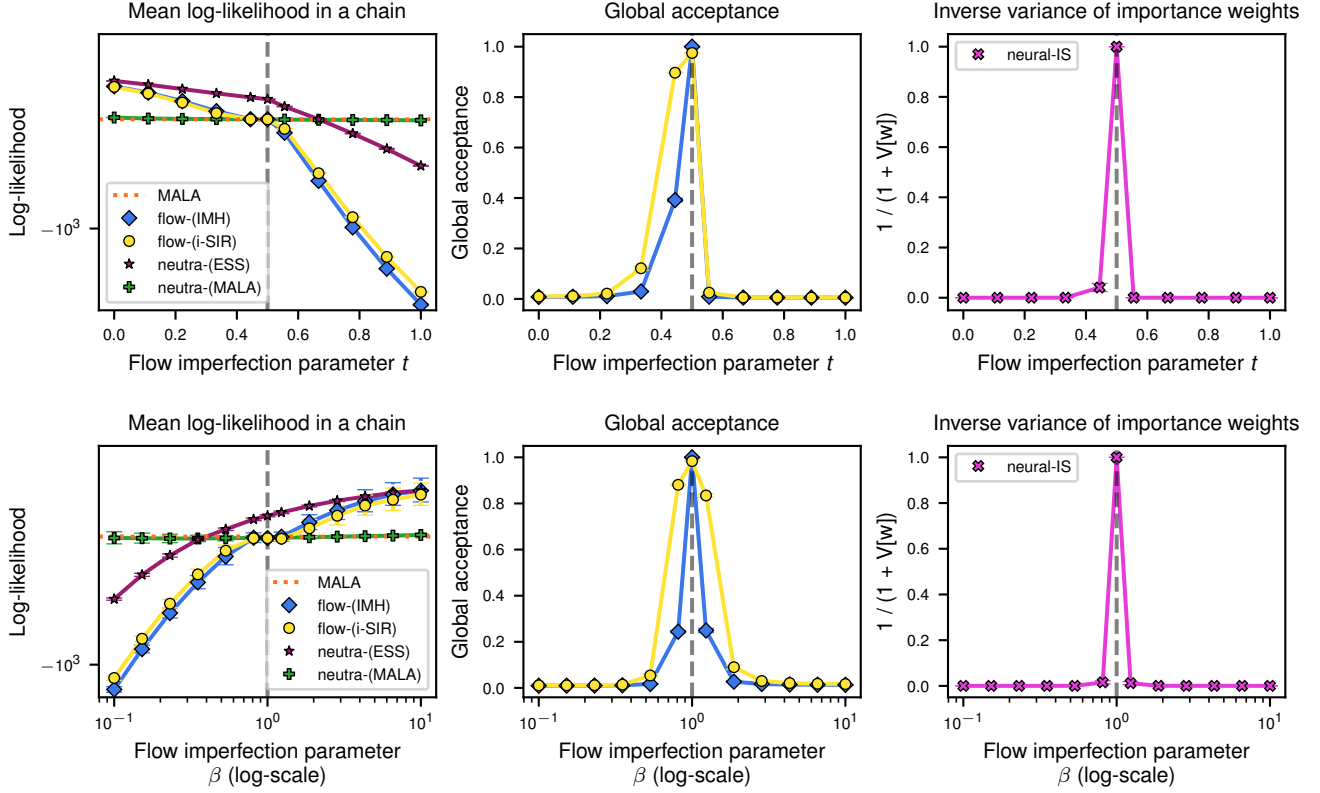 Mean log-likelihood in a chain
Global acceptance
Inverse variance of importance weights
Log-likelihood
−10³
MALA
flow-(IMH)
flow-(i-SIR)
neutra-(ESS)
neutra-(MALA)
0.0 0.2 0.4 0.6 0.8 1.0
Flow imperfection parameter t
Global acceptance
1.0
0.8
0.6
0.4
0.2
0.0
0.0 0.2 0.4 0.6 0.8 1.0
Flow imperfection parameter t
1 / (1 + V[w])
1.0
0.8
0.6
0.4
0.2
0.0
neural-IS
0.0 0.2 0.4 0.6 0.8 1.0
Flow imperfection parameter t
Mean log-likelihood in a chain
Global acceptance
Inverse variance of importance weights
Log-likelihood
−10³
MALA
flow-(IMH)
flow-(i-SIR)
neutra-(ESS)
neutra-(MALA)
10⁻¹ 10⁰ 10¹
Flow imperfection parameter
β (log-scale)
Global acceptance
1.0
0.8
0.6
0.4
0.2
0.0
10⁻¹ 10⁰ 10¹
Flow imperfection parameter
β (log-scale)
1 / (1 + V[w])
1.0
0.8
0.6
0.4
0.2
0.0
neural-IS
10⁻¹ 10⁰ 10¹
Flow imperfection parameter
β (log-scale)